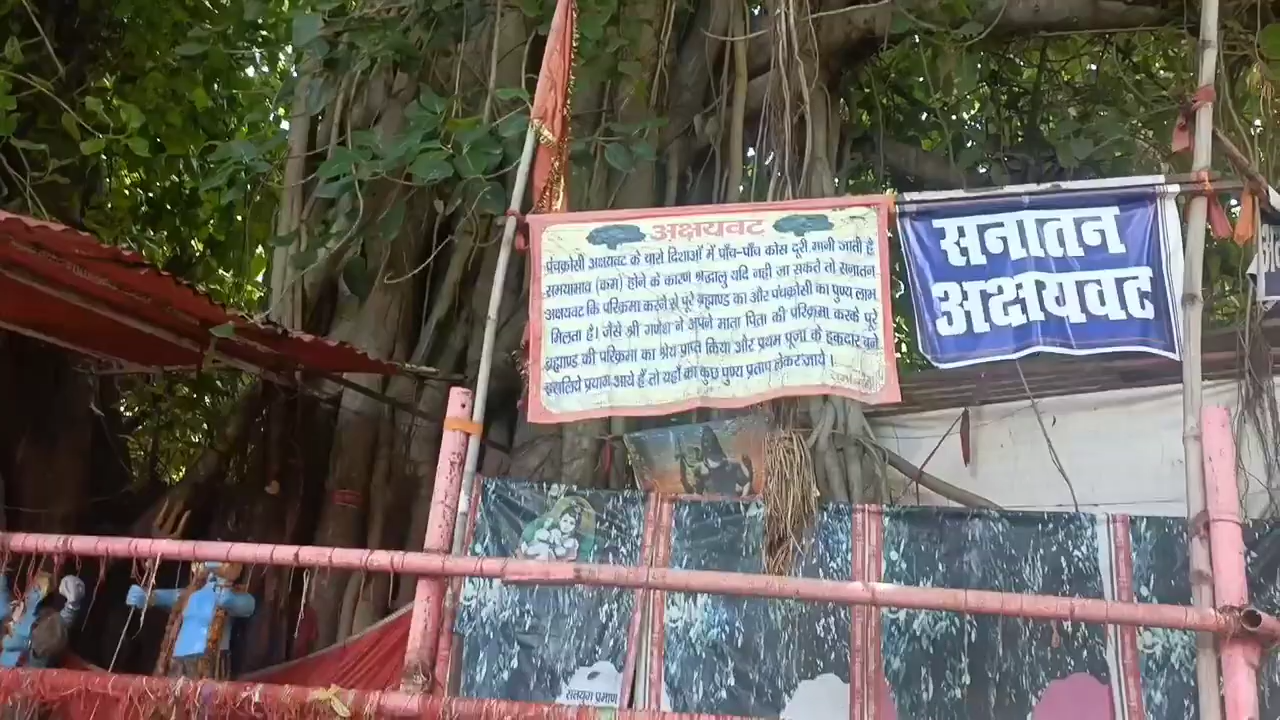 अक्षयवट
पंचक्रोसी अक्षयवट के चारो दिशाओं में पाँच-पाँच कोस दूरी मानी जाती है
समयाभाव (कम) होने के कारण श्रद्धालु यदि नही जा सकते तो सनातन
अक्षयवट कि परिक्रमा करने से पूरे ब्रह्माण्ड का और पंचक्रोसी का पुण्य लाभ
मिलता है। जैसे श्री गणेश ने अपने माता पिता की परिक्रमा करके पूरे
ब्रह्माण्ड की परिक्रमा का श्रेय प्राप्त किया और प्रथम पूजा के हकदार बने
इसलिये प्रयाग आये हैं तो यहाँ का कुछ पुण्य प्रताप लेकर जाये।
सनातन
अक्षयवट
सतयुग प्रमाण